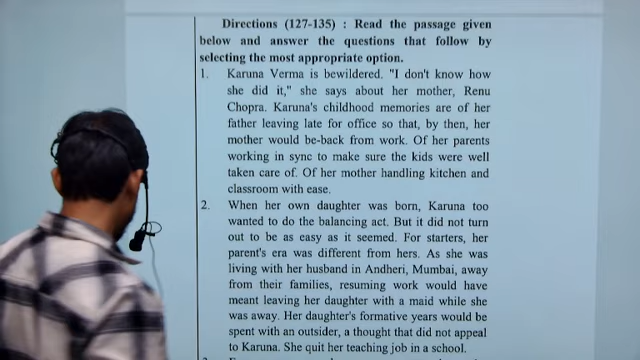 Directions (127-135) : Read the passage given
below and answer the questions that follow by
selecting the most appropriate option.
1. Karuna Verma is bewildered. "I don't know how
she did it," she says about her mother, Renu
Chopra. Karuna's childhood memories are of her
father leaving late for office so that, by then, her
mother would be-back from work. Of her parents
working in sync to make sure the kids were well
taken care of. Of her mother handling kitchen and
classroom with ease.
2. When her own daughter was born, Karuna too
wanted to do the balancing act. But it did not turn
out to be as easy as it seemed. For starters, her
parent's era was different from hers. As she was
living with her husband in Andheri, Mumbai, away
from their families, resuming work would have
meant leaving her daughter with a maid while she
was away. Her daughter's formative years would be
spent with an outsider, a thought that did not appeal
to Karuna. She quit her teaching job in a school.